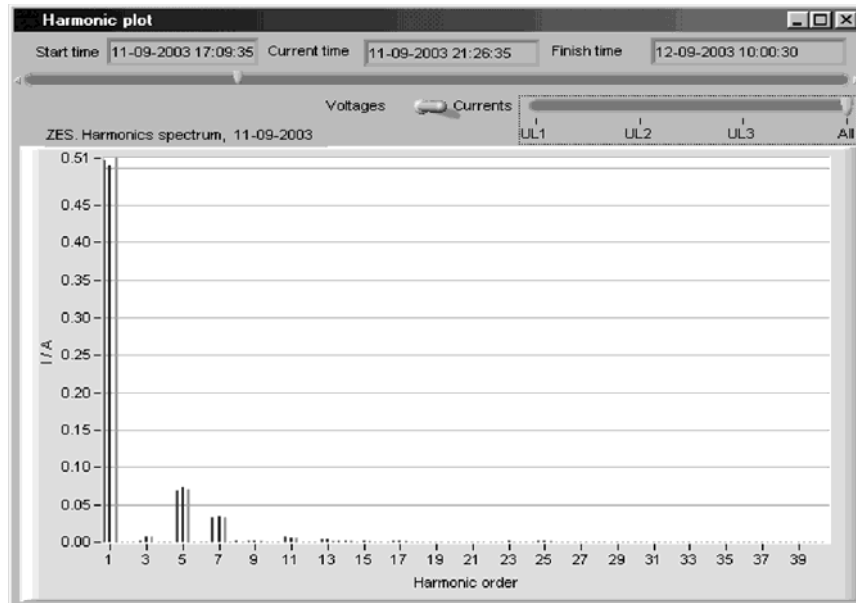 Harmonic plot
Start time 11-09-2003 17:09:35 Current time 11-09-2003 21:26:35 Finish time 12-09-2003 10:00:30
Voltages Currents
UL1 UL2 UL3 All
ZES. Harmonics spectrum, 11-09-2003
0.51
0.45
0.40
0.35
0.30
0.25
0.20
0.15
0.10
0.05
0.00
I / A
1 3 5 7 9 11 13 15 17 19 21 23 25 27 29 31 33 35 37 39
Harmonic order